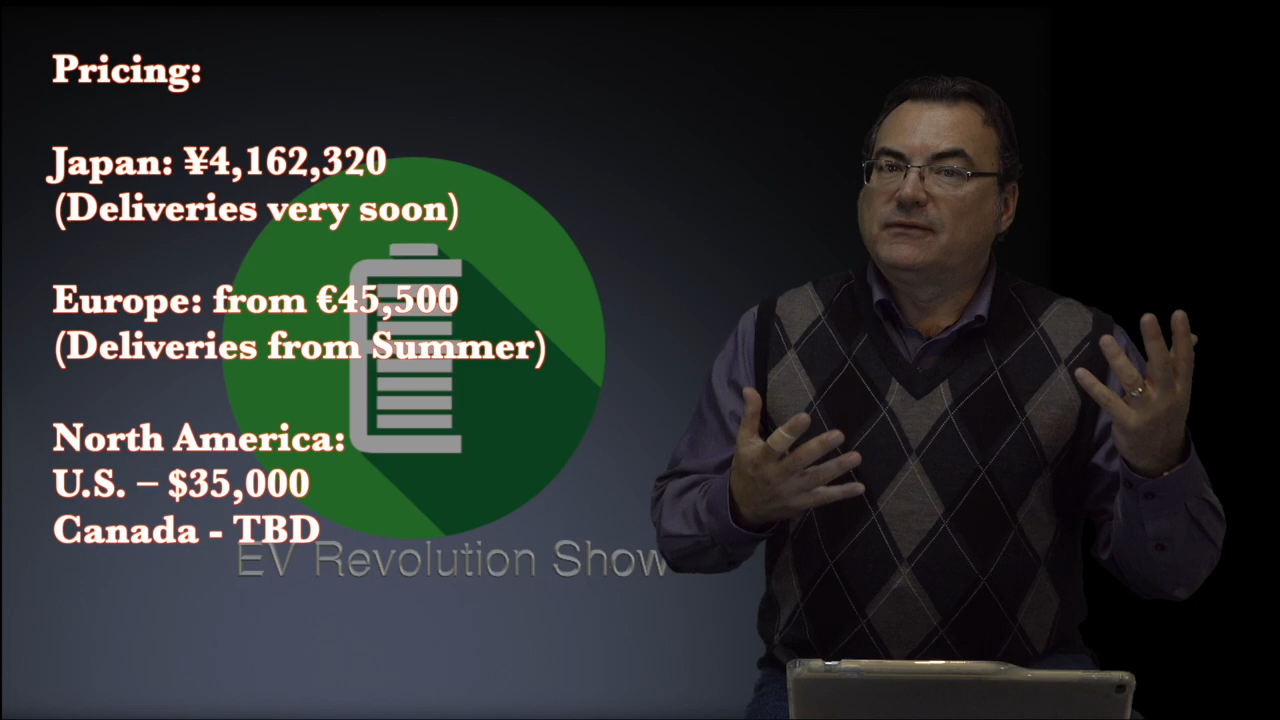 Pricing:
Japan: ¥4,162,320
(Deliveries very soon)
Europe: from €45,500
(Deliveries from Summer)
North America:
U.S. – $35,000
Canada - TBD
EV Revolution Show